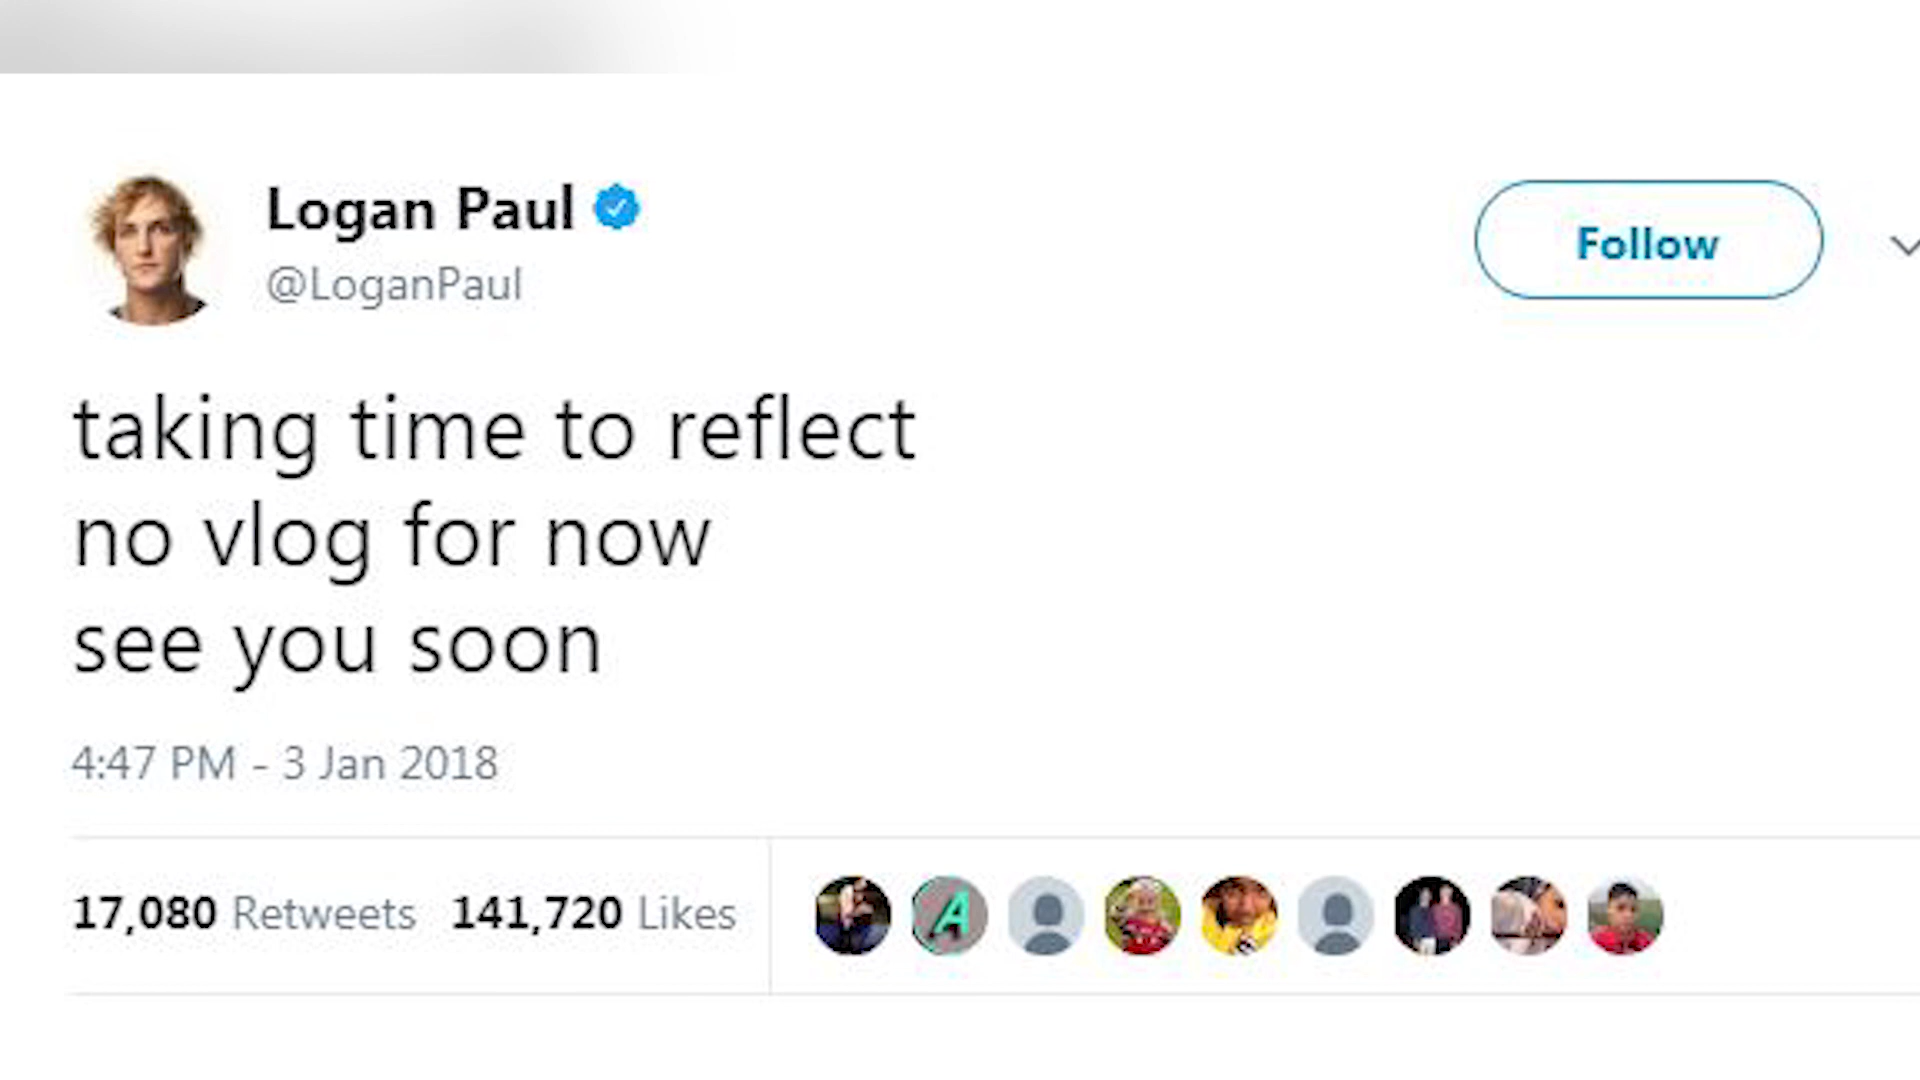 Logan Paul
@LoganPaul
Follow
taking time to reflect
no vlog for now
see you soon
4:47 PM - 3 Jan 2018
17,080 Retweets 141,720 Likes
A